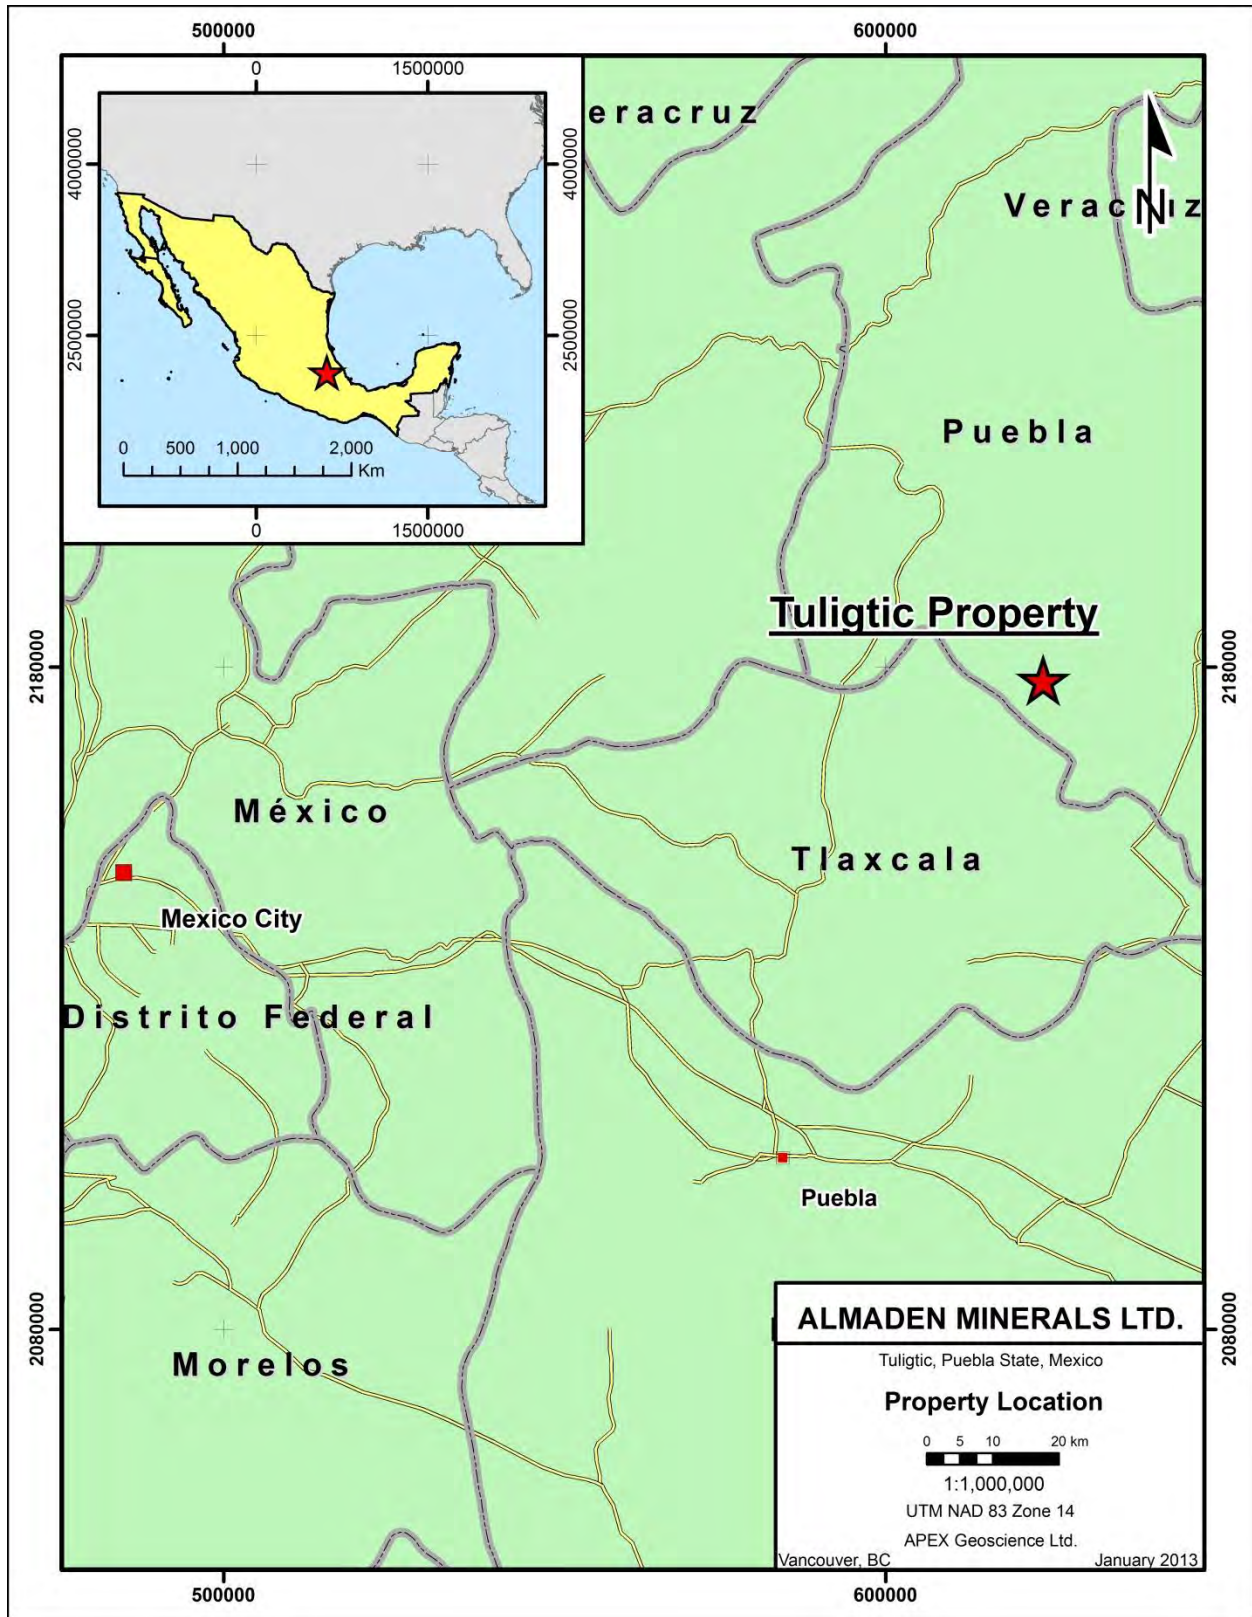 500000
600000
0
1500000
4000000
4000000
2500000
2500000
0
500
1,000
2,000
Km
0
1500000
eracruz
Veracruz
N
Puebla
Tuligtic Property
2180000
2180000
México
Tlaxcala
Mexico City
Distrito Federal
Puebla
Morelos
2080000
2080000
ALMADEN MINERALS LTD.
Tuligtic, Puebla State, Mexico
Property Location
0 5 10 20 km
1:1,000,000
UTM NAD 83 Zone 14
APEX Geoscience Ltd.
Vancouver, BC
January 2013
500000
600000